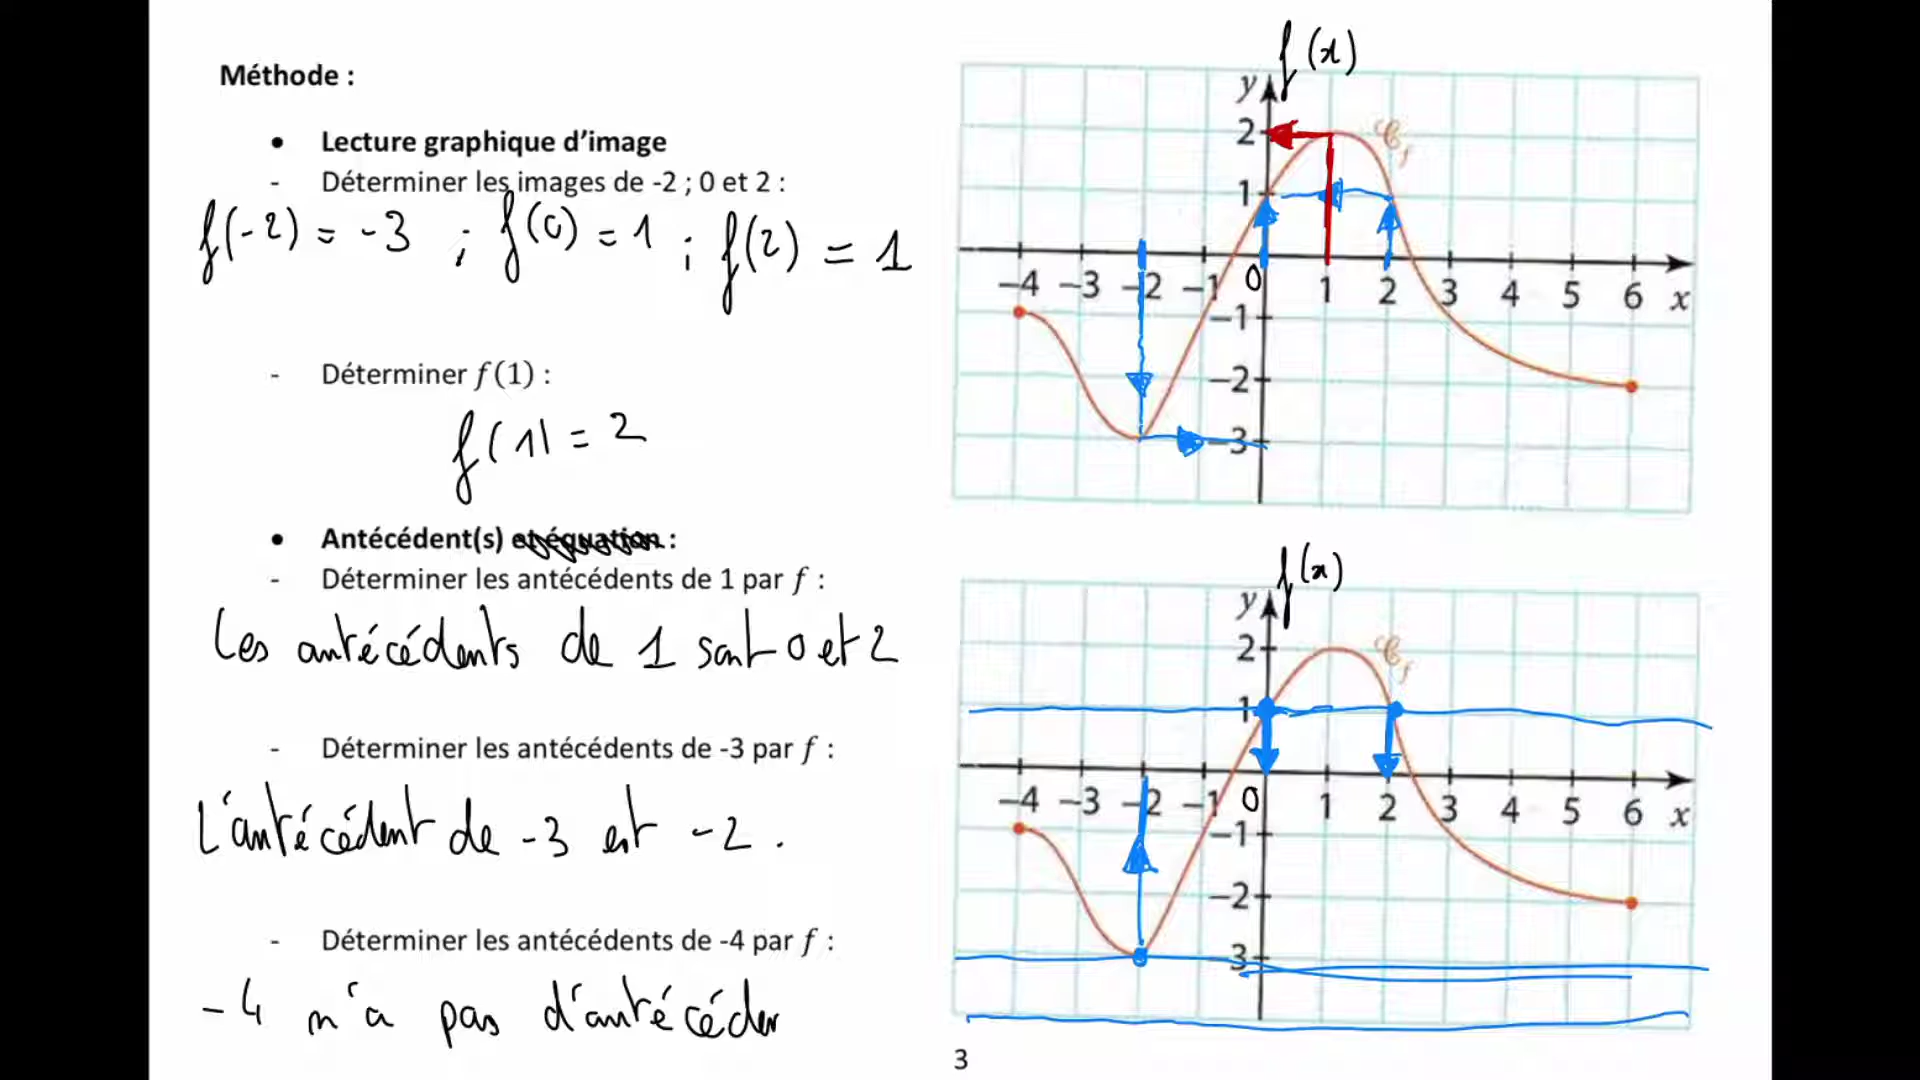 Méthode :
• Lecture graphique d'image
- Déterminer les images de -2 ; 0 et 2 :
f(-2) = -3 ; f(0) = 1 ; f(2) = 1
- Déterminer f(1) :
f(1) = 2
• Antécédent(s) et équation :
- Déterminer les antécédents de 1 par f :
Les antécédents de 1 sont 0 et 2
- Déterminer les antécédents de -3 par f :
L'antécédent de -3 est -2.
- Déterminer les antécédents de -4 par f :
-4 n'a pas d'antécéden
f(x)
y
2
𝒞f
1
−4 −3 −2 −1 0 1 2 3 4 5 6 x
−1
−2
−3
f(x)
y
2
𝒞f
1
−4 −3 −2 −1 0 1 2 3 4 5 6 x
−1
−2
3
3